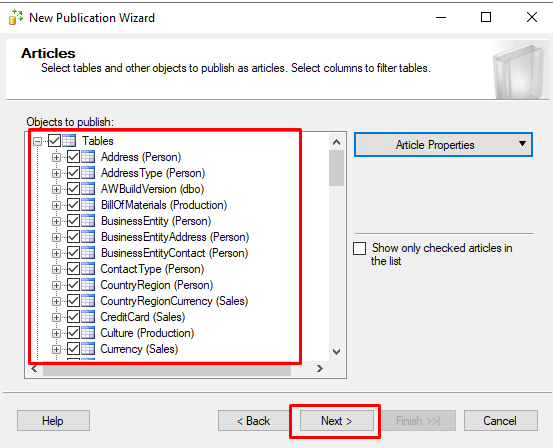 New Publication Wizard
Articles
Select tables and other objects to publish as articles. Select columns to filter tables.
Objects to publish:
Tables
Address (Person)
AddressType (Person)
AWBuildVersion (dbo)
BillOfMaterials (Production)
BusinessEntity (Person)
BusinessEntityAddress (Person)
BusinessEntityContact (Person)
ContactType (Person)
CountryRegion (Person)
CountryRegionCurrency (Sales)
CreditCard (Sales)
Culture (Production)
Currency (Sales)
Article Properties
Show only checked articles in
the list
Help
< Back
Next >
Finish >>|
Cancel